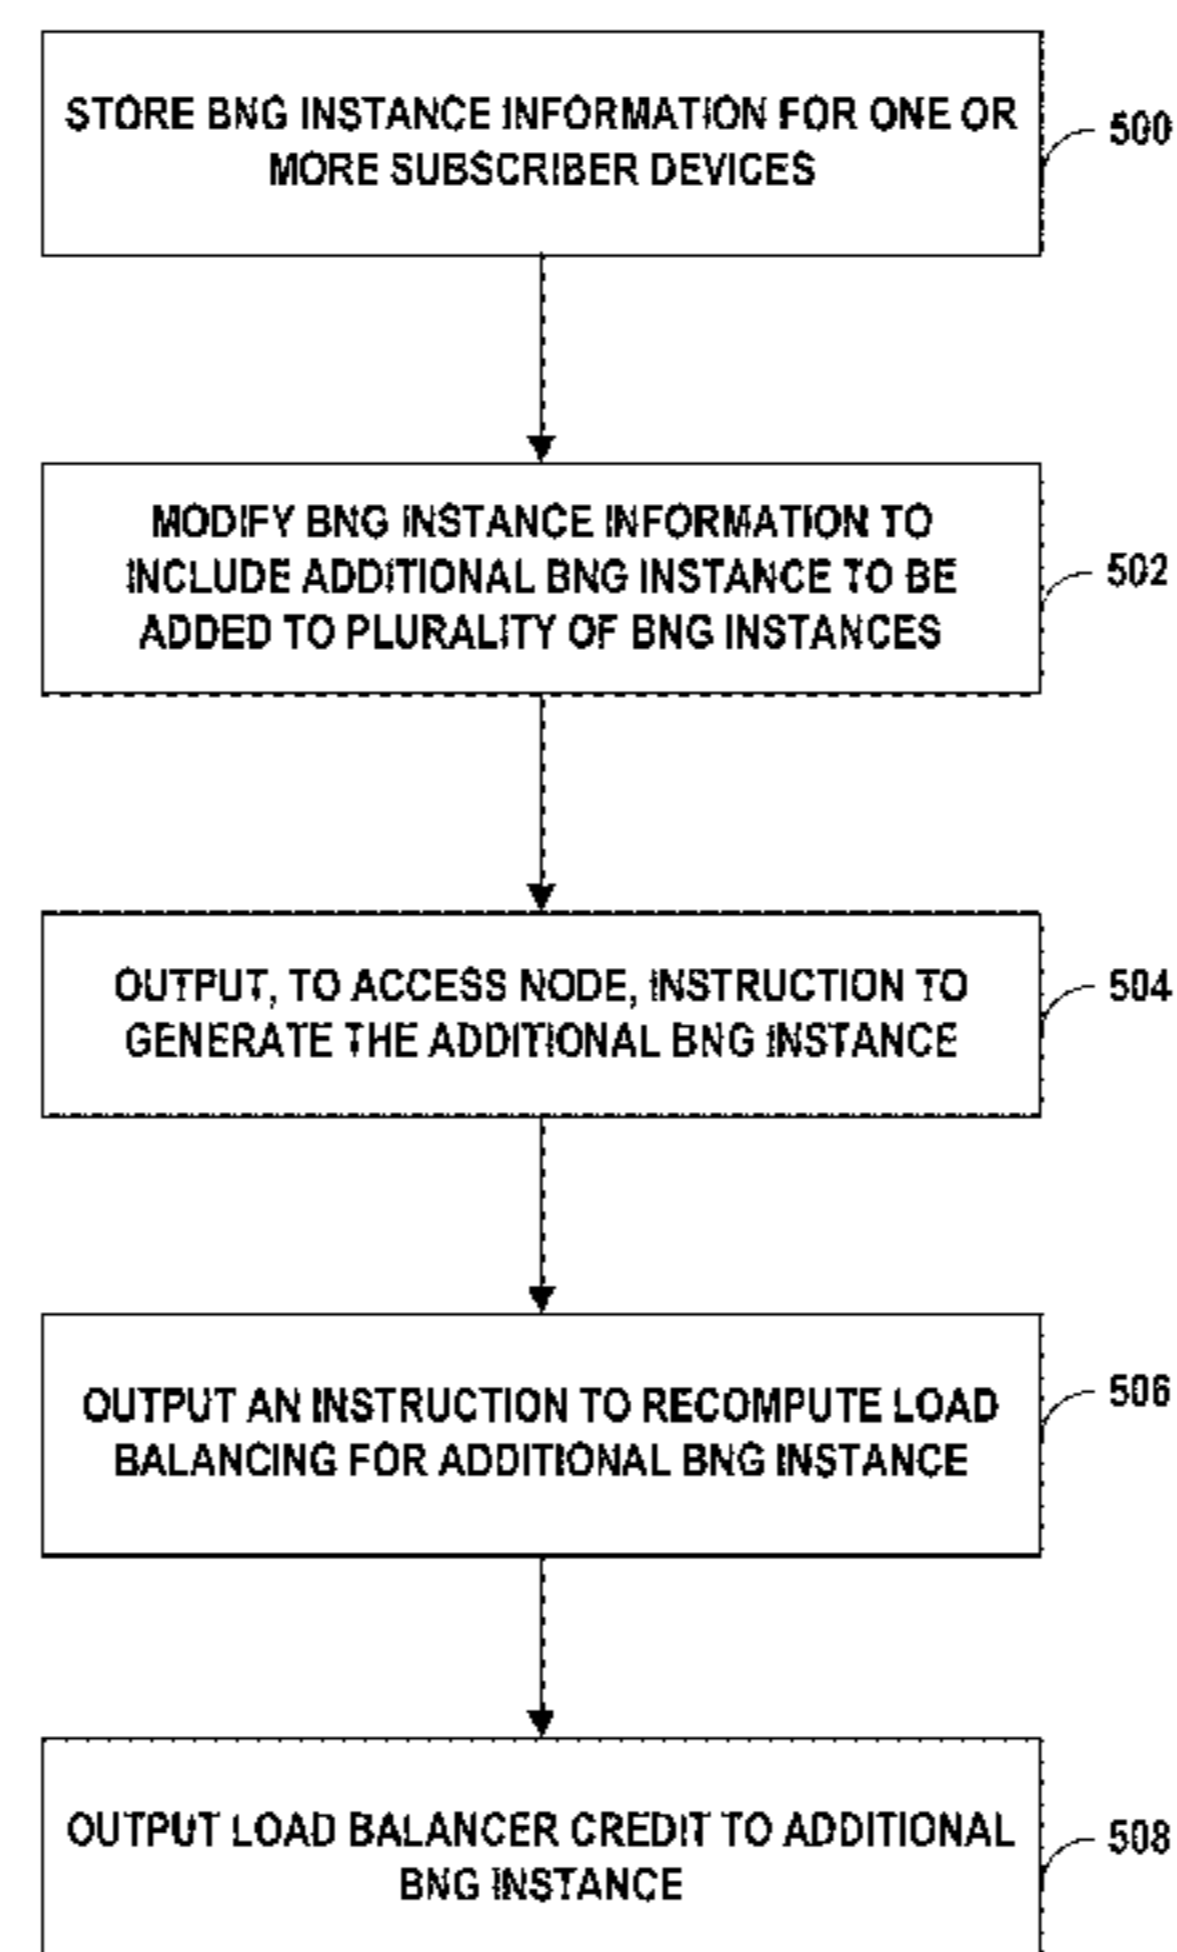 STORE BNG INSTANCE INFORMATION FOR ONE OR
MORE SUBSCRIBER DEVICES
500
MODIFY BNG INSTANCE INFORMATION TO
INCLUDE ADDITIONAL BNG INSTANCE TO BE
ADDED TO PLURALITY OF BNG INSTANCES
502
OUTPUT, TO ACCESS NODE, INSTRUCTION TO
GENERATE THE ADDITIONAL BNG INSTANCE
504
OUTPUT AN INSTRUCTION TO RECOMPUTE LOAD
BALANCING FOR ADDITIONAL BNG INSTANCE
506
OUTPUT LOAD BALANCER CREDIT TO ADDITIONAL
BNG INSTANCE
508